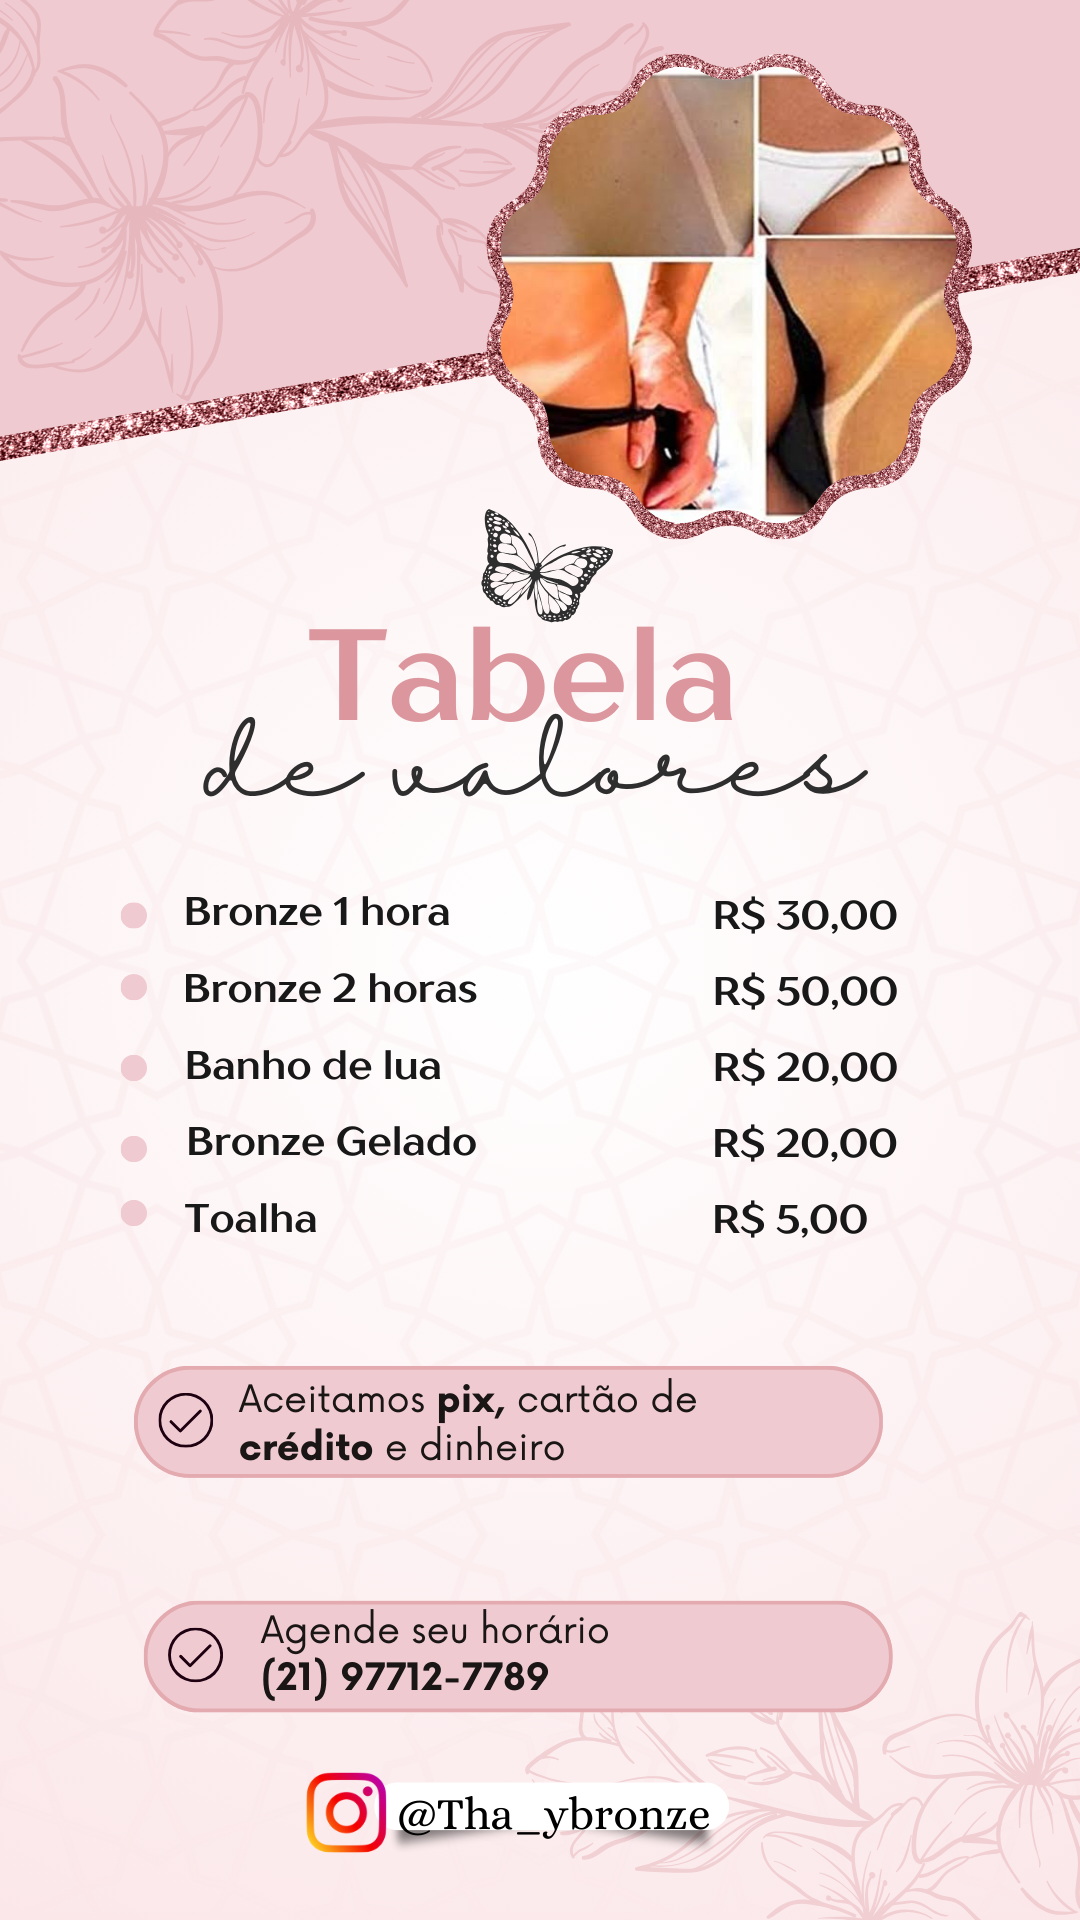 Tabela
de valores
Bronze 1 hora R$ 30,00
Bronze 2 horas R$ 50,00
Banho de lua R$ 20,00
Bronze Gelado R$ 20,00
Toalha R$ 5,00
Aceitamos pix, cartão de
crédito e dinheiro
Agende seu horário
(21) 97712-7789
@Tha_ybronze